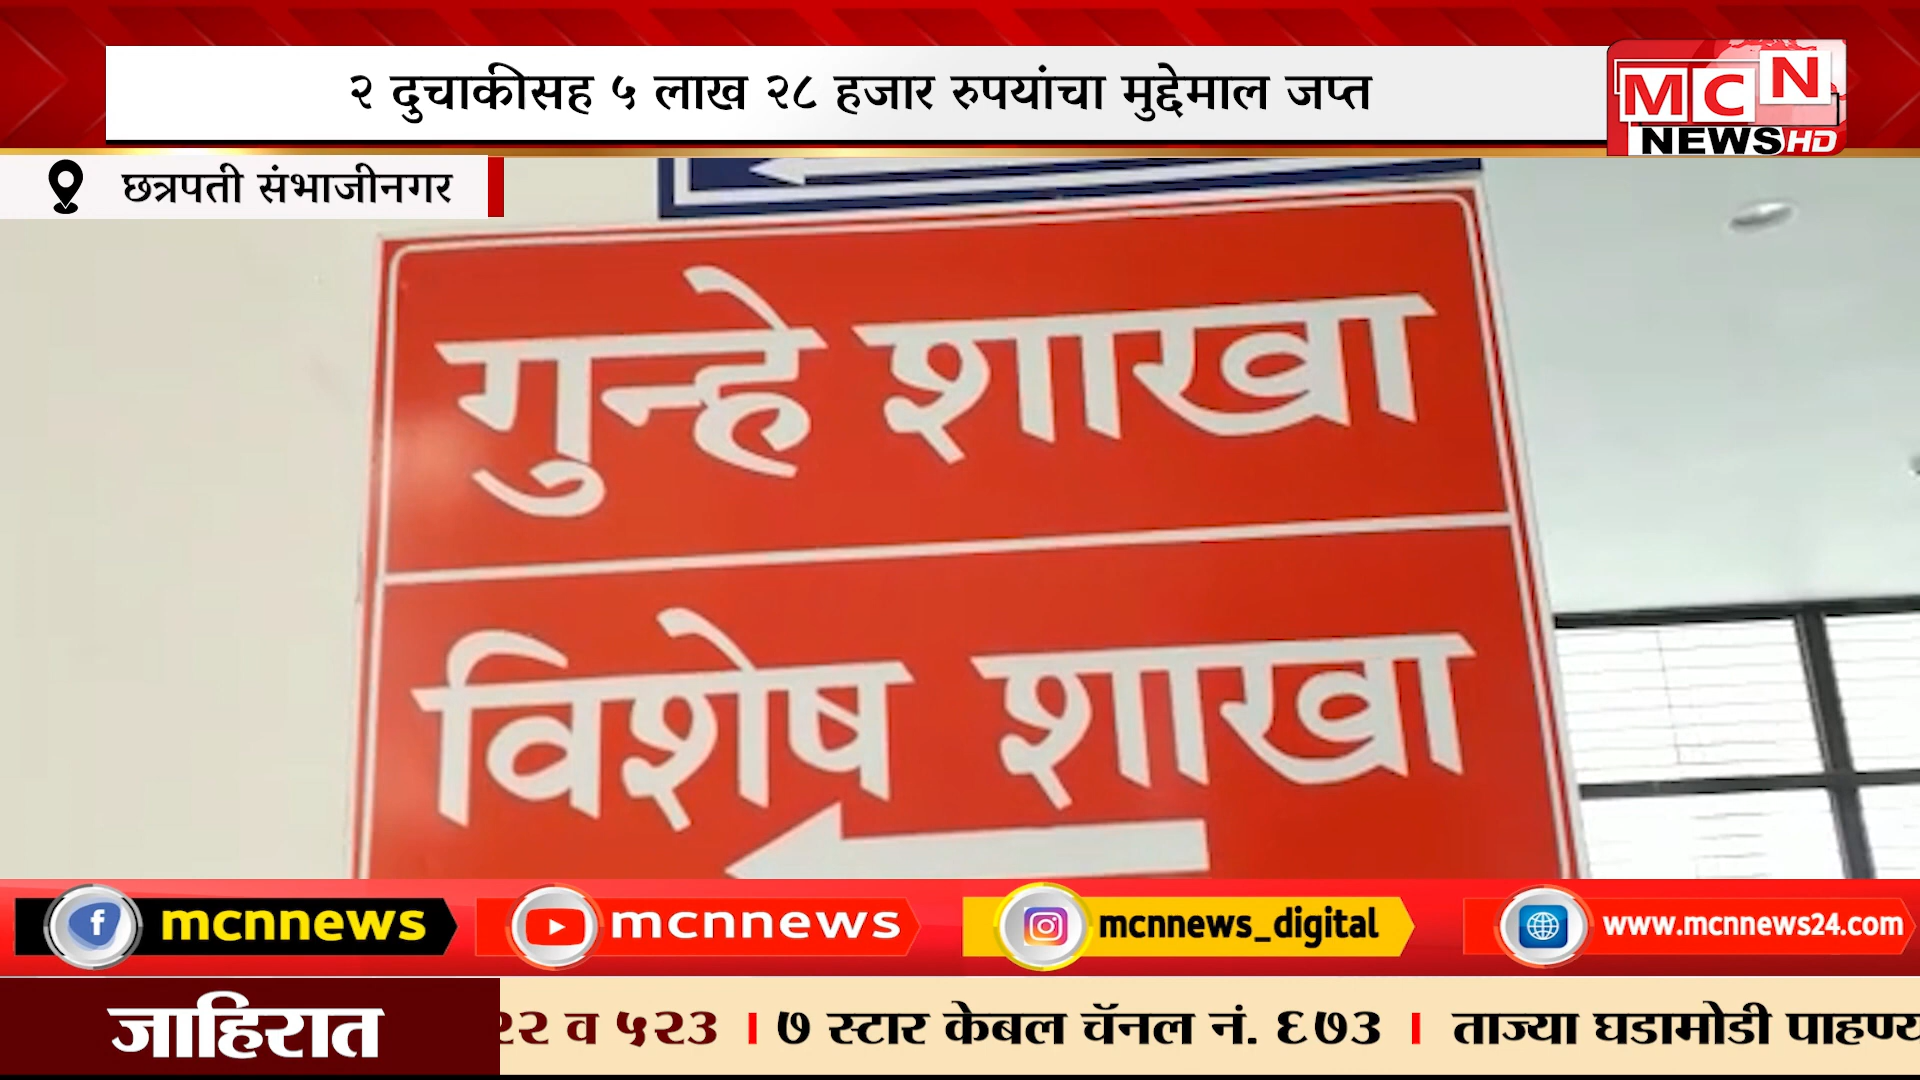 २ दुचाकीसह ५ लाख २८ हजार रुपयांचा मुद्देमाल जप्त
MCN
NEWS HD
छत्रपती संभाजीनगर
गुन्हे शाखा
विशेष शाखा
mcnnews
mcnnews
mcnnews_digital
www.mcnnews24.com
जाहिरात
व ५२३ । ७ स्टार केबल चॅनल नं. ६७३ । ताज्या घडामोडी